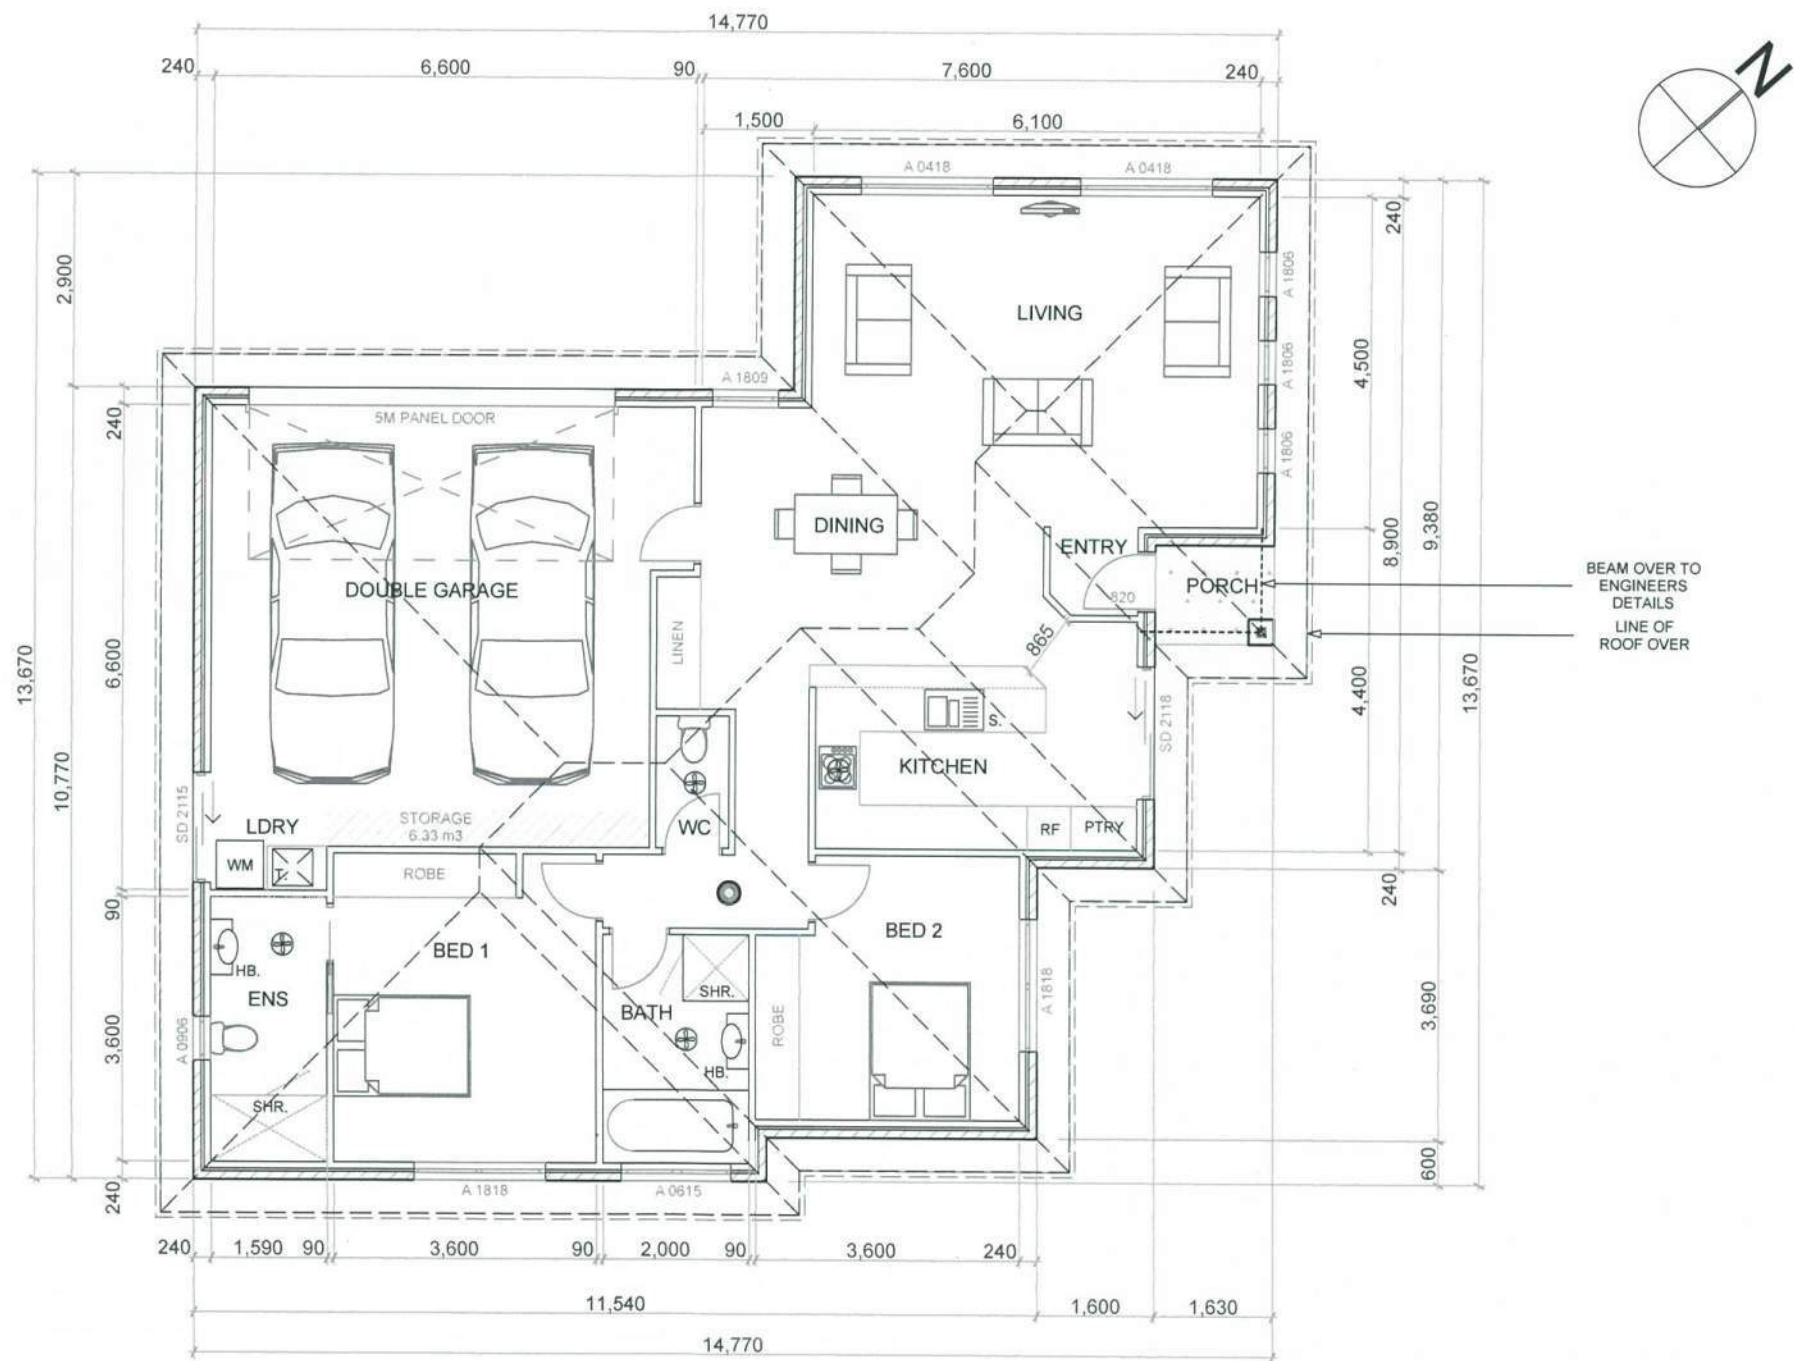 14,770
N
240
6,600
90
7,600
240
1,500
6,100
A 0418
A 0418
240
2,900
A 1806
LIVING
4,500
A 1806
A 1809
5M PANEL DOOR
240
A 1806
DINING
ENTRY
8,900
9,380
PORCH
BEAM OVER TO
ENGINEERS
DETAILS
DOUBLE GARAGE
820
LINE OF
ROOF OVER
LINEN
865
13,670
6,600
4,400
13,670
S.
SD 2118
KITCHEN
10,770
SD 2115
STORAGE
6.33 m3
LDRY
WC
RF
PTRY
WM
T.
ROBE
240
90
BED 2
BED 1
HB.
ENS
SHR.
A 1818
BATH
ROBE
3,690
A 0906
3,600
HB.
SHR.
600
240
A 1818
A 0615
240
1,590
90
3,600
90
2,000
90
3,600
240
11,540
1,600
1,630
14,770